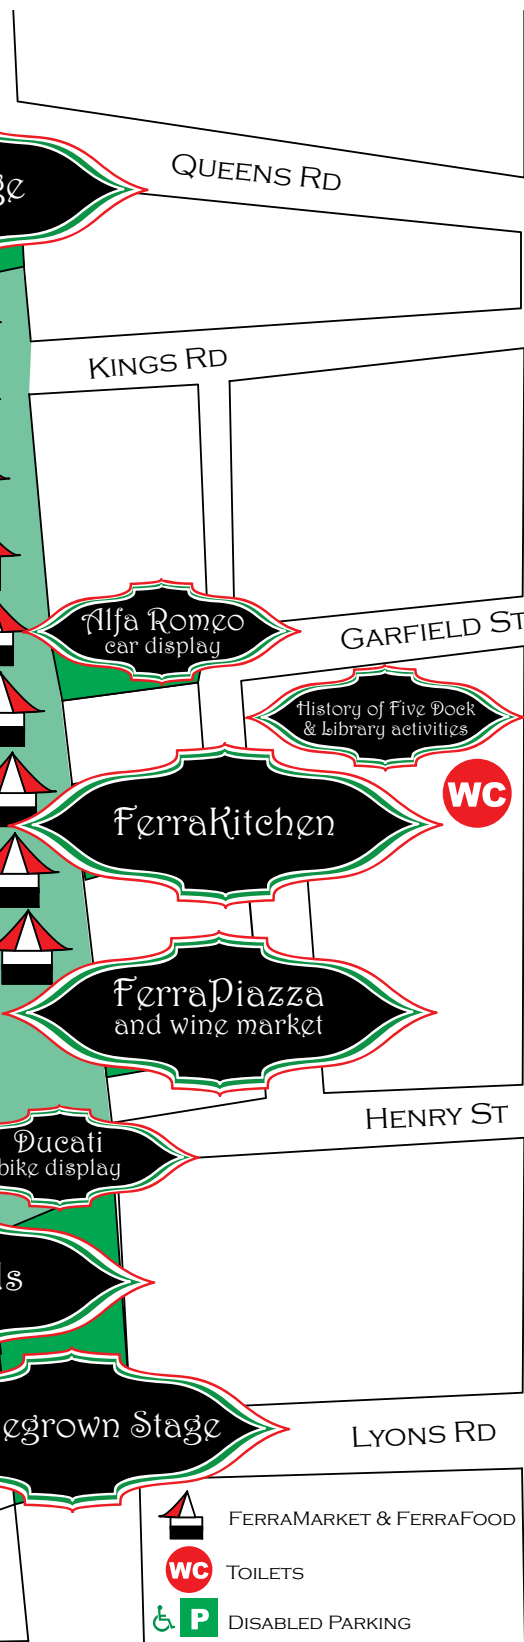 QUEENS RD
KINGS RD
Alfa Romeo
car display
GARFIELD ST
History of Five Dock
& Library activities
WC
FerraKitchen
FerraPiazza
and wine market
HENRY ST
Ducati
bike display
Stage
LYONS RD
FERRAMARKET & FERRAFOOD
WC
TOILETS
P
DISABLED PARKING